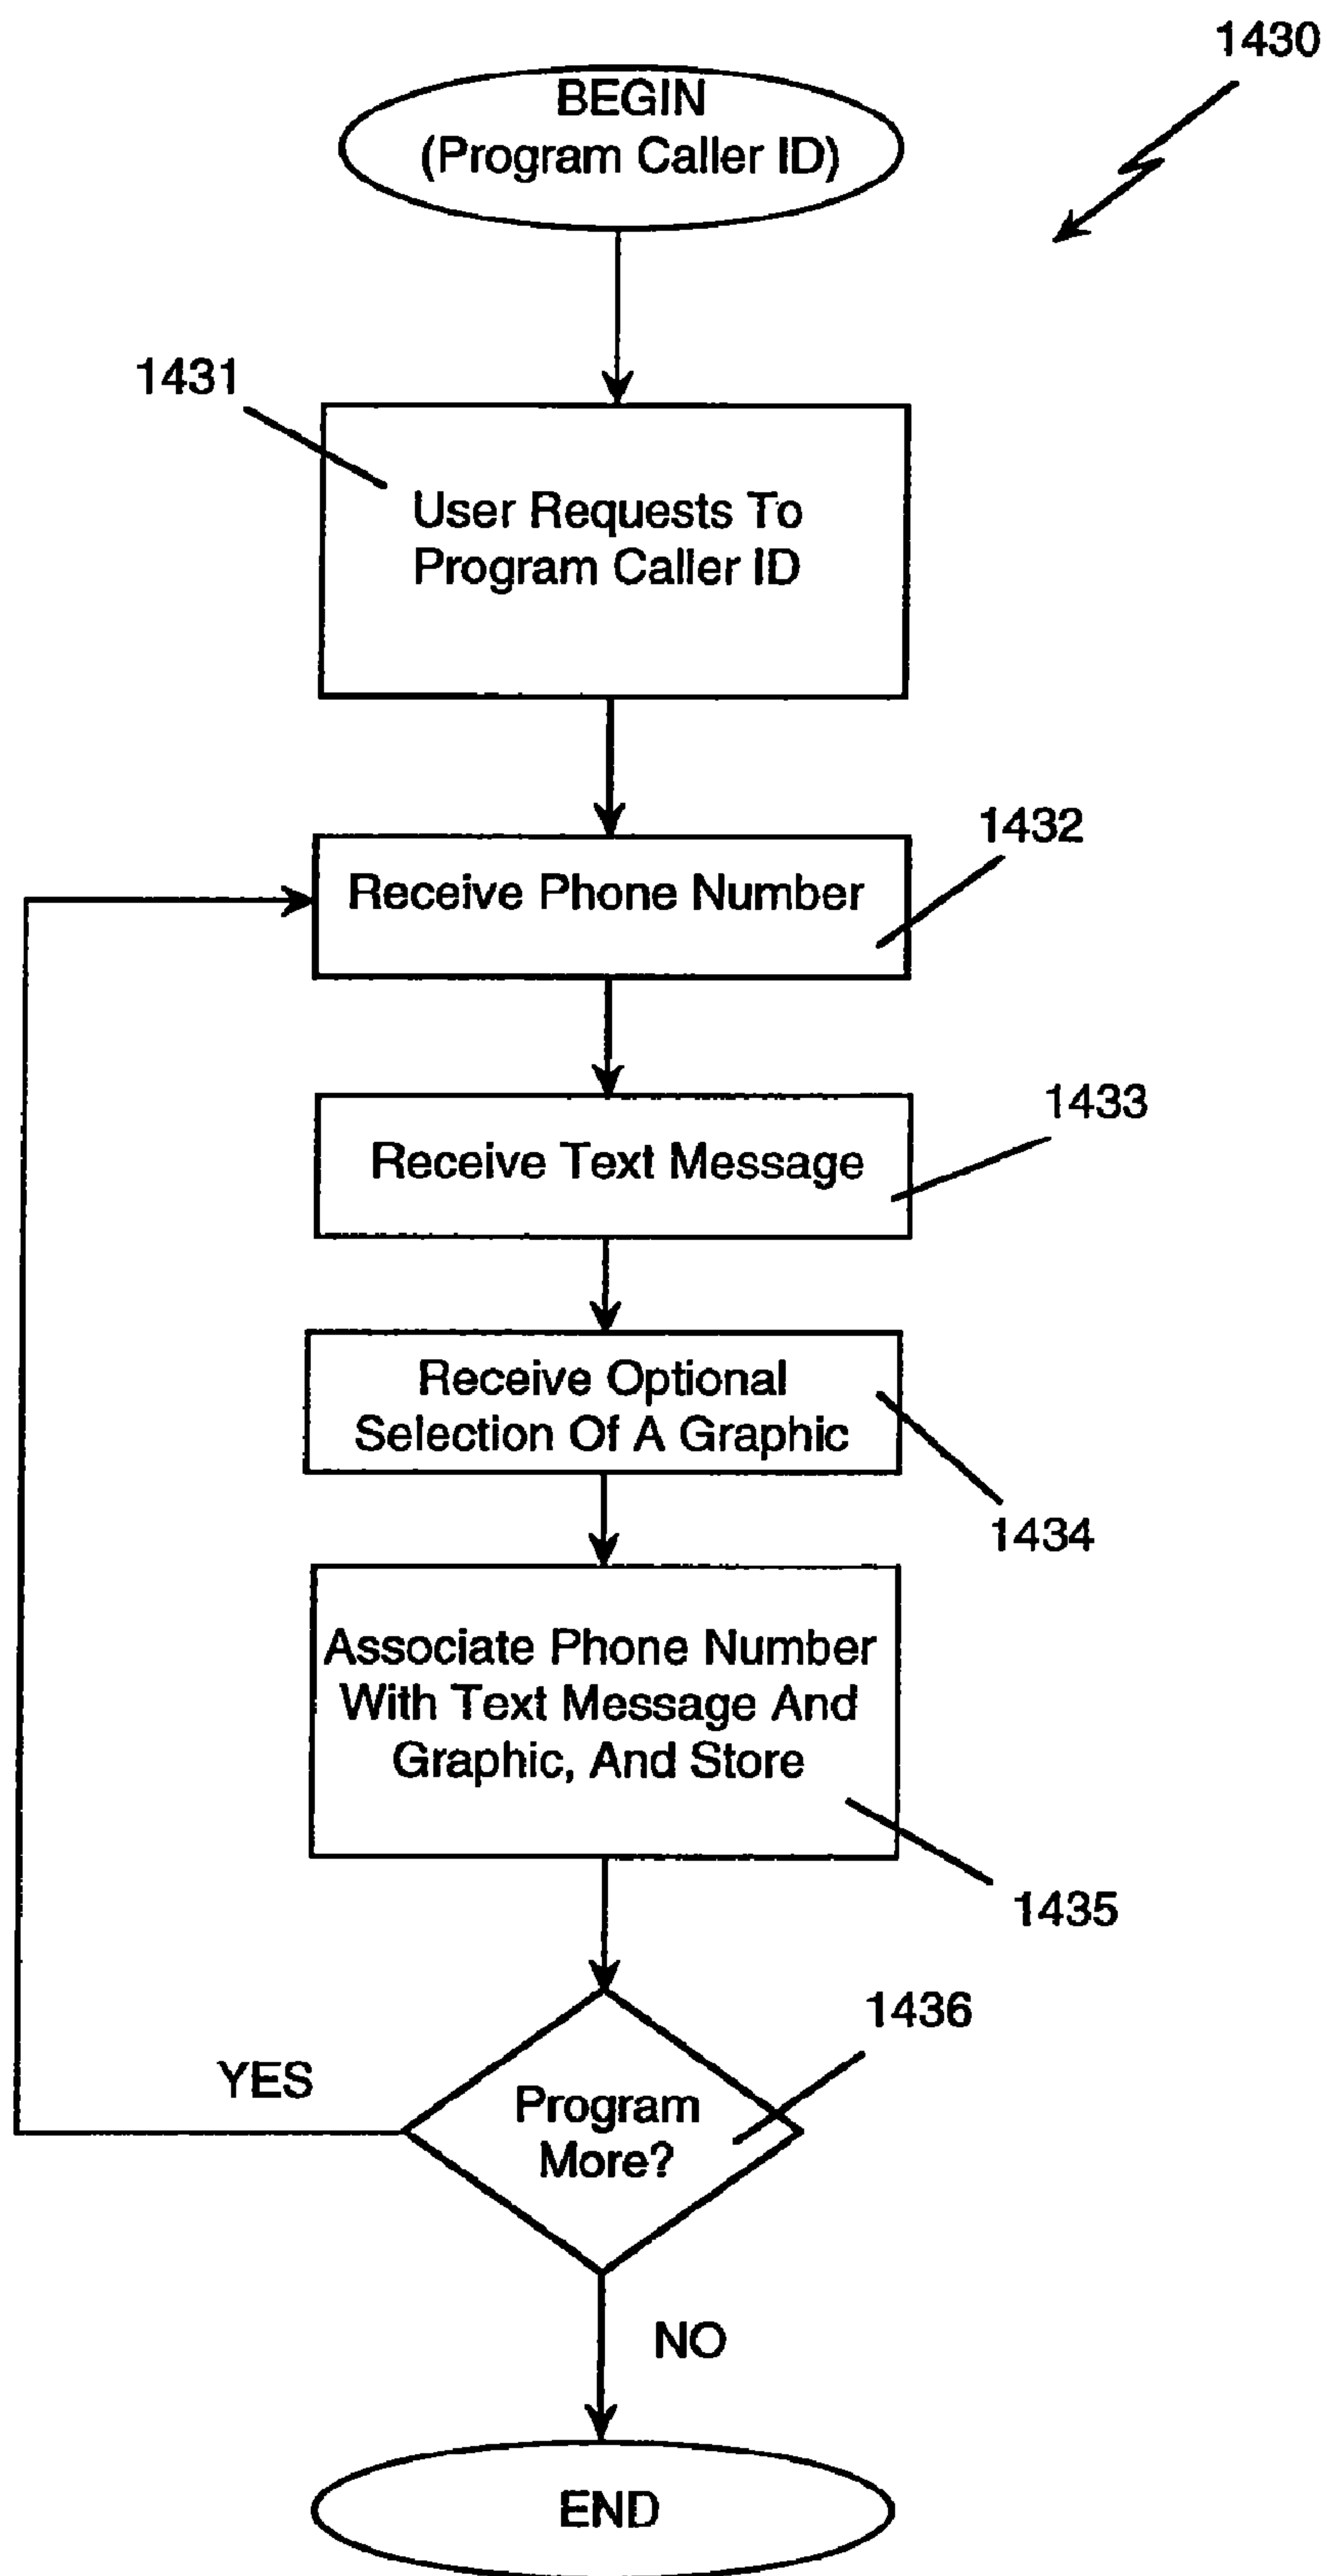 1430
BEGIN
(Program Caller ID)
1431
User Requests To
Program Caller ID
1432
Receive Phone Number
1433
Receive Text Message
Receive Optional
Selection Of A Graphic
1434
Associate Phone Number
With Text Message And
Graphic, And Store
1435
1436
YES
Program
More?
NO
END